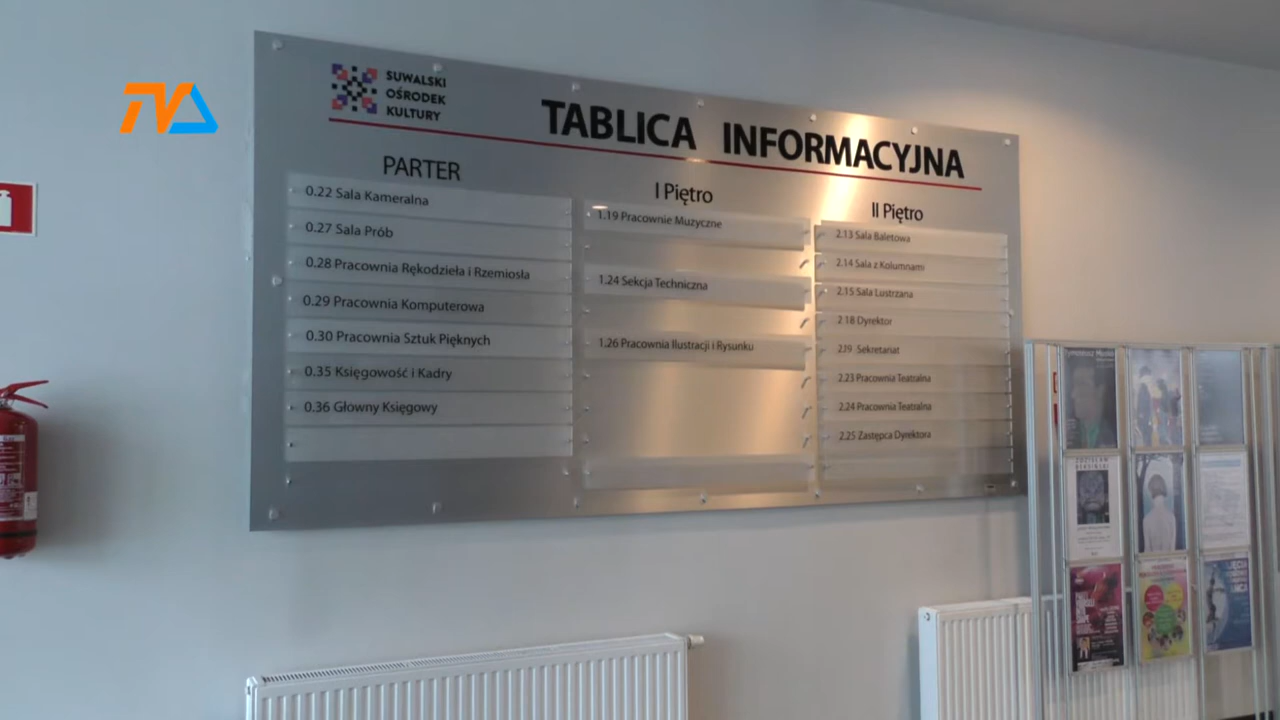 TVA
SUWALSKI
OŚRODEK
KULTURY
TABLICA INFORMACYJNA
PARTER
0.22 Sala Kameralna
0.27 Sala Prób
0.28 Pracownia Rękodzieła i Rzemiosła
0.29 Pracownia Komputerowa
0.30 Pracownia Sztuk Pięknych
0.35 Księgowość i Kadry
0.36 Główny Księgowy
I Piętro
1.19 Pracownie Muzyczne
1.24 Sekcja Techniczna
1.26 Pracownia Ilustracji i Rysunku
II Piętro
2.13 Sala Baletowa
2.14 Sala z Kolumnami
2.15 Sala Lustrzana
2.18 Dyrektor
2.19 Sekretariat
2.23 Pracownia Teatralna
2.24 Pracownia Teatralna
2.25 Zastępca Dyrektora